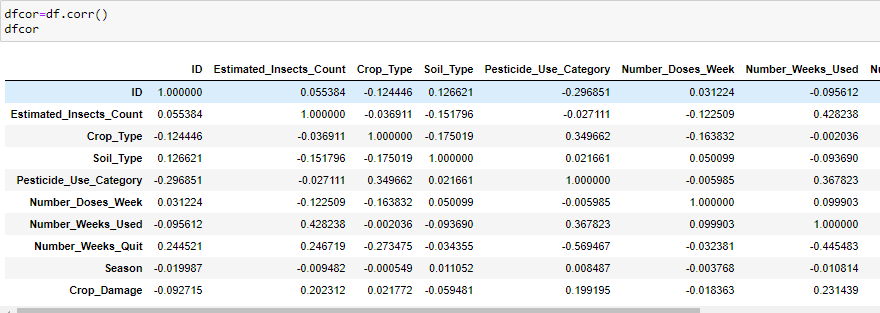 dfcor=df.corr()
dfcor
ID Estimated_Insects_Count Crop_Type Soil_Type Pesticide_Use_Category Number_Doses_Week Number_Weeks_Used Nu
ID 1.000000 0.055384 -0.124446 0.126621 -0.296851 0.031224 -0.095612
Estimated_Insects_Count 0.055384 1.000000 -0.036911 -0.151796 -0.027111 -0.122509 0.428238
Crop_Type -0.124446 -0.036911 1.000000 -0.175019 0.349662 -0.163832 -0.002036
Soil_Type 0.126621 -0.151796 -0.175019 1.000000 0.021661 0.050099 -0.093690
Pesticide_Use_Category -0.296851 -0.027111 0.349662 0.021661 1.000000 -0.005985 0.367823
Number_Doses_Week 0.031224 -0.122509 -0.163832 0.050099 -0.005985 1.000000 0.099903
Number_Weeks_Used -0.095612 0.428238 -0.002036 -0.093690 0.367823 0.099903 1.000000
Number_Weeks_Quit 0.244521 0.246719 -0.273475 -0.034355 -0.569467 -0.032381 -0.445483
Season -0.019987 -0.009482 -0.000549 0.011052 0.008487 -0.003768 -0.010814
Crop_Damage -0.092715 0.202312 0.021772 -0.059481 0.199195 -0.018363 0.231439